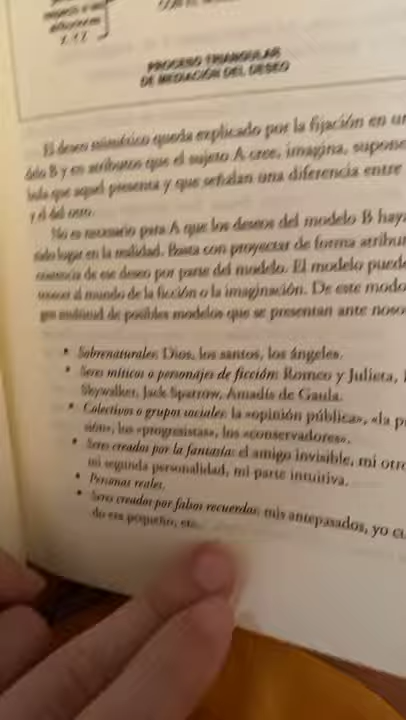 PROCESO TRIANGULAR
DE MEDIACIÓN DEL DESEO
El deseo mimético queda explicado por la fijación en un
delo B y en atributos que el sujeto A cree, imagina, supone
que aquel presenta y que señalan una diferencia entre
y el del otro.
No es necesario para A que los deseos del modelo B hay
sido lugar en la realidad. Basta con proyectar de forma atribu
de ese deseo por parte del modelo. El modelo puede
al mundo de la ficción o la imaginación. De este modo
multitud de posibles modelos que se presentan ante noso
• Sobrenaturales: Dios, los santos, los ángeles.
• Seres míticos o personajes de ficción: Romeo y Julieta,
Skywalker, Jack Sparrow, Amadís de Gaula.
• Colectivos o grupos sociales: la «opinión pública», «la p
los «progresistas», los «conservadores».
• Seres creados por la fantasía: el amigo invisible, mi otro
mi segunda personalidad, mi parte intuitiva.
• Personas reales.
• Seres creados por falsos recuerdos: mis antepasados, yo cu
do era pequeño, etc.